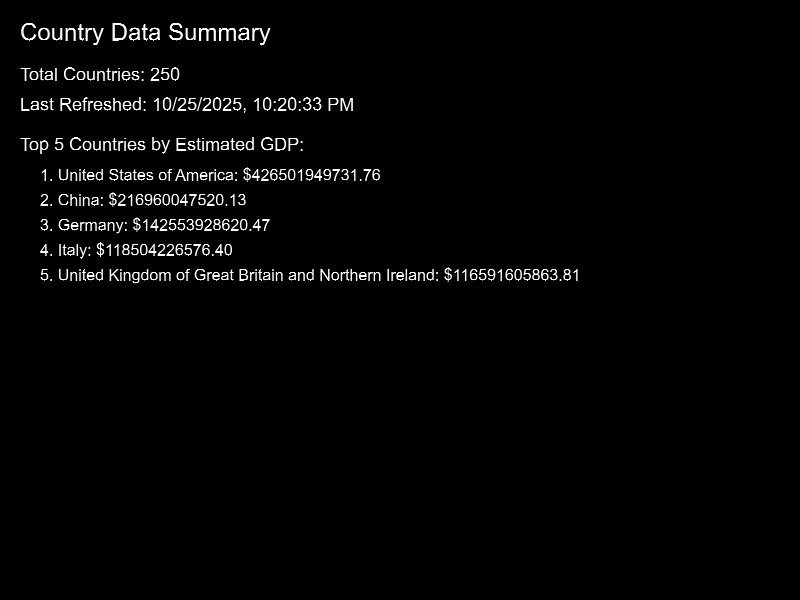 Country Data Summary
Total Countries: 250
Last Refreshed: 10/25/2025, 10:20:33 PM
Top 5 Countries by Estimated GDP:
1. United States of America: $426501949731.76
2. China: $216960047520.13
3. Germany: $142553928620.47
4. Italy: $118504226576.40
5. United Kingdom of Great Britain and Northern Ireland: $116591605863.81